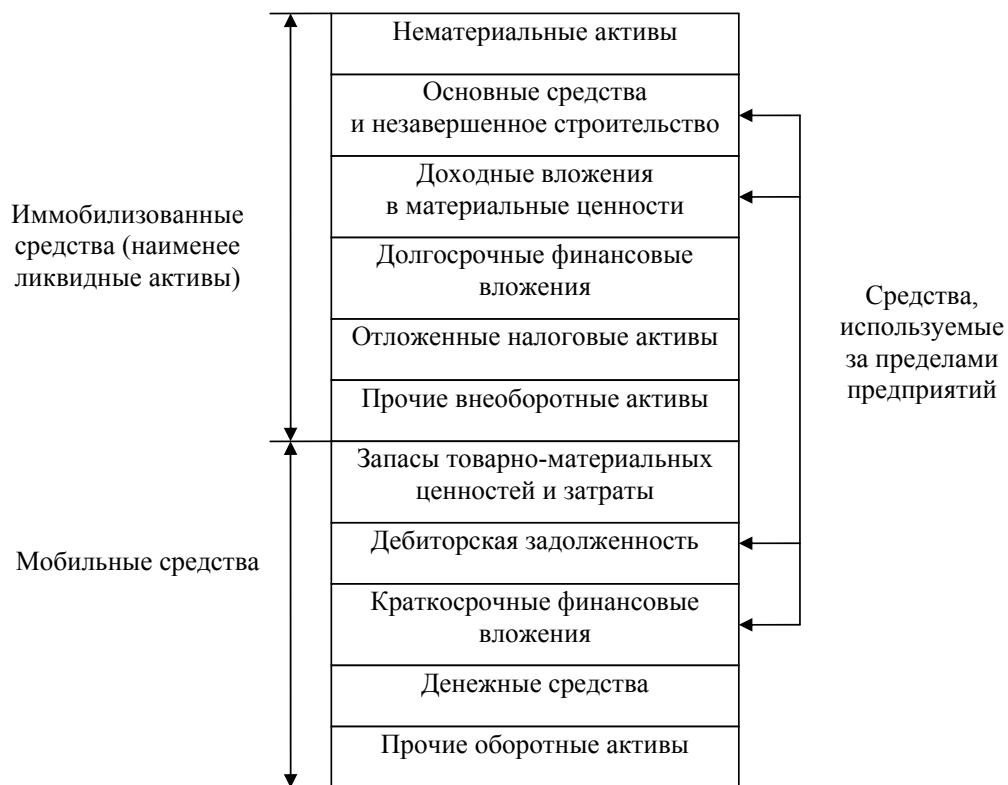 Нематериальные активы
Основные средства
и незавершенное строительство
Доходные вложения
в материальные ценности
Иммобилизованные
средства (наименее
ликвидные активы)
Долгосрочные финансовые
вложения
Средства,
используемые
за пределами
предприятий
Отложенные налоговые активы
Прочие внеоборотные активы
Запасы товарно-материальных
ценностей и затраты
Мобильные средства
Дебиторская задолженность
Краткосрочные финансовые
вложения
Денежные средства
Прочие оборотные активы